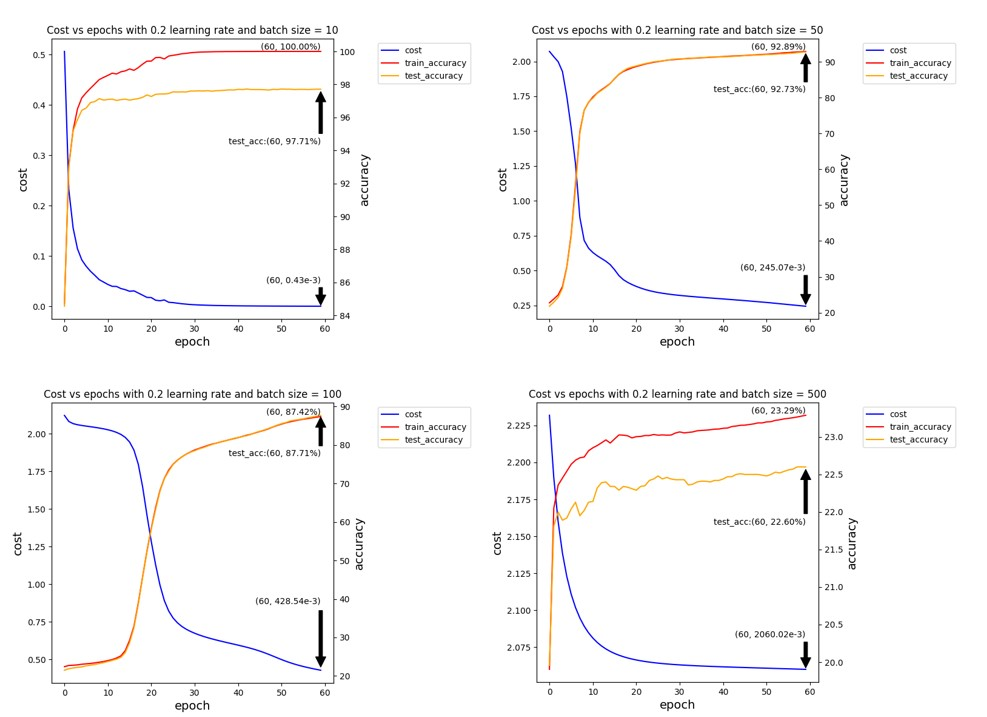 Cost vs epochs with 0.2 learning rate and batch size = 10
(60, 100.00%)
test_acc:(60, 97.71%)
(60, 0.43e-3)
0.5
0.4
0.3
0.2
0.1
0.0
cost
100
98
96
94
92
90
88
86
84
accuracy
0 10 20 30 40 50 60
epoch
cost
train_accuracy
test_accuracy
Cost vs epochs with 0.2 learning rate and batch size = 50
(60, 92.89%)
test_acc:(60, 92.73%)
(60, 245.07e-3)
2.00
1.75
1.50
1.25
1.00
0.75
0.50
0.25
cost
90
80
70
60
50
40
30
20
accuracy
0 10 20 30 40 50 60
epoch
cost
train_accuracy
test_accuracy
Cost vs epochs with 0.2 learning rate and batch size = 100
(60, 87.42%)
test_acc:(60, 87.71%)
(60, 428.54e-3)
2.00
1.75
1.50
1.25
1.00
0.75
0.50
cost
90
80
70
60
50
40
30
20
accuracy
0 10 20 30 40 50 60
epoch
cost
train_accuracy
test_accuracy
Cost vs epochs with 0.2 learning rate and batch size = 500
(60, 23.29%)
test_acc:(60, 22.60%)
(60, 2060.02e-3)
2.225
2.200
2.175
2.150
2.125
2.100
2.075
cost
23.0
22.5
22.0
21.5
21.0
20.5
20.0
accuracy
0 10 20 30 40 50 60
epoch
cost
train_accuracy
test_accuracy